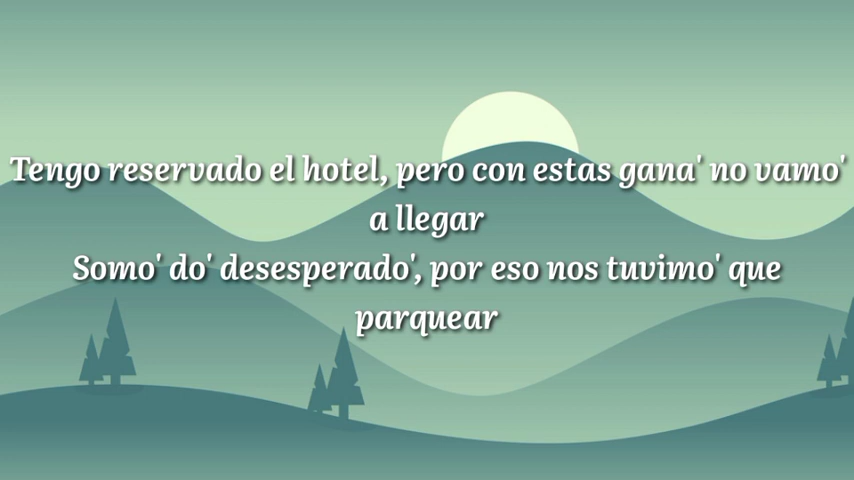 Tengo reservado el hotel, pero con estas gana' no vamo'
a llegar
Somo' do' desesperado', por eso nos tuvimo' que
parquear